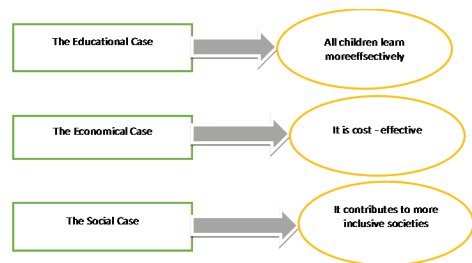 The Educational Case
All children learn
moreeffsectively
The Economical Case
It is cost - effective
The Social Case
It contributes to more
inclusive societies